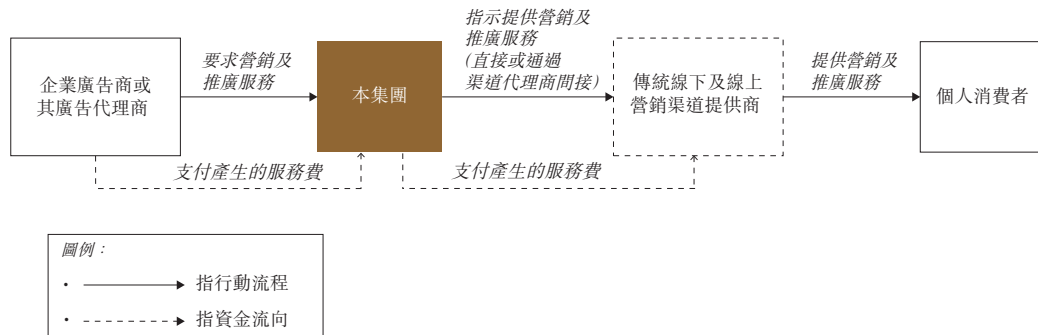 企業廣告商或
其廣告代理商
要求營銷及
推廣服務
本集團
指示提供營銷及
推廣服務
(直接或通過
渠道代理商間接)
傳統線下及線上
營銷渠道提供商
提供營銷及
推廣服務
個人消費者
支付產生的服務費
支付產生的服務費
圖例：
• 指行動流程
• 指資金流向